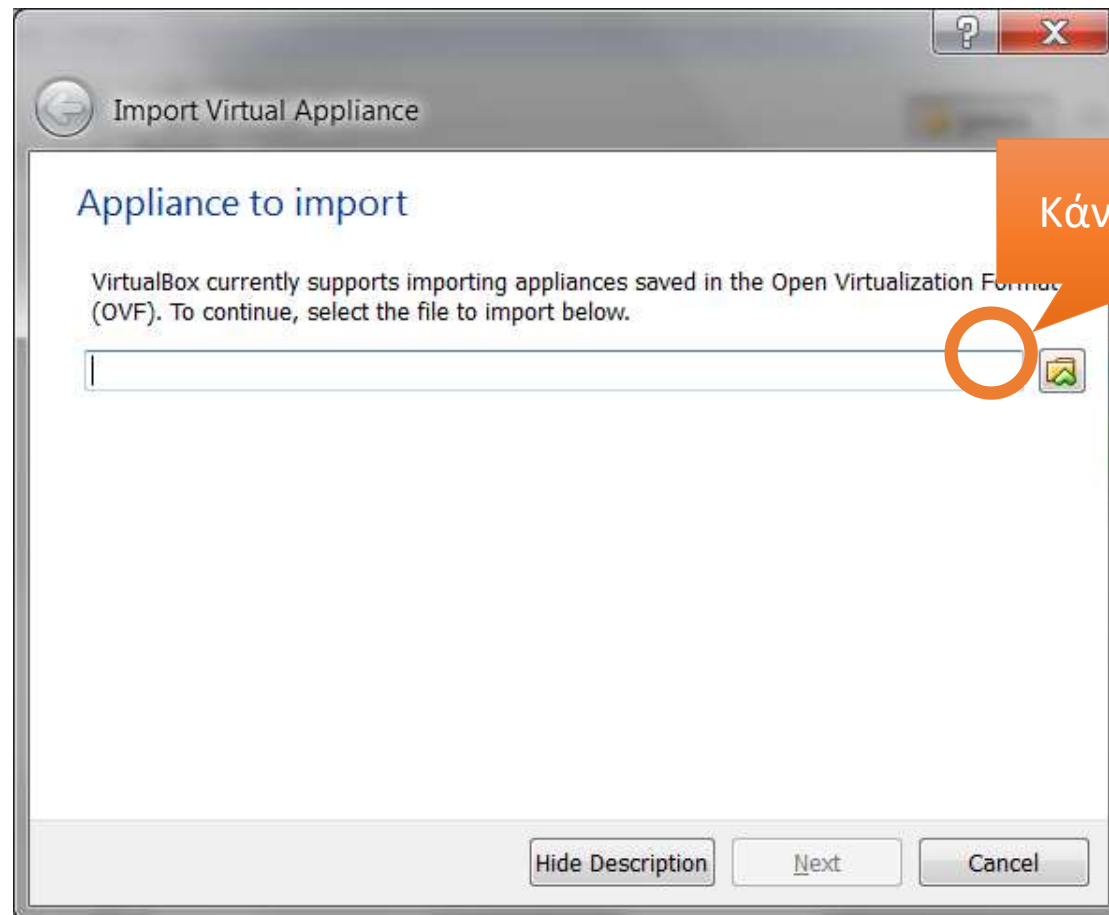 Import Virtual Appliance
Appliance to import
Κάν
VirtualBox currently supports importing appliances saved in the Open Virtualization Format
(OVF). To continue, select the file to import below.
Hide Description
Next
Cancel